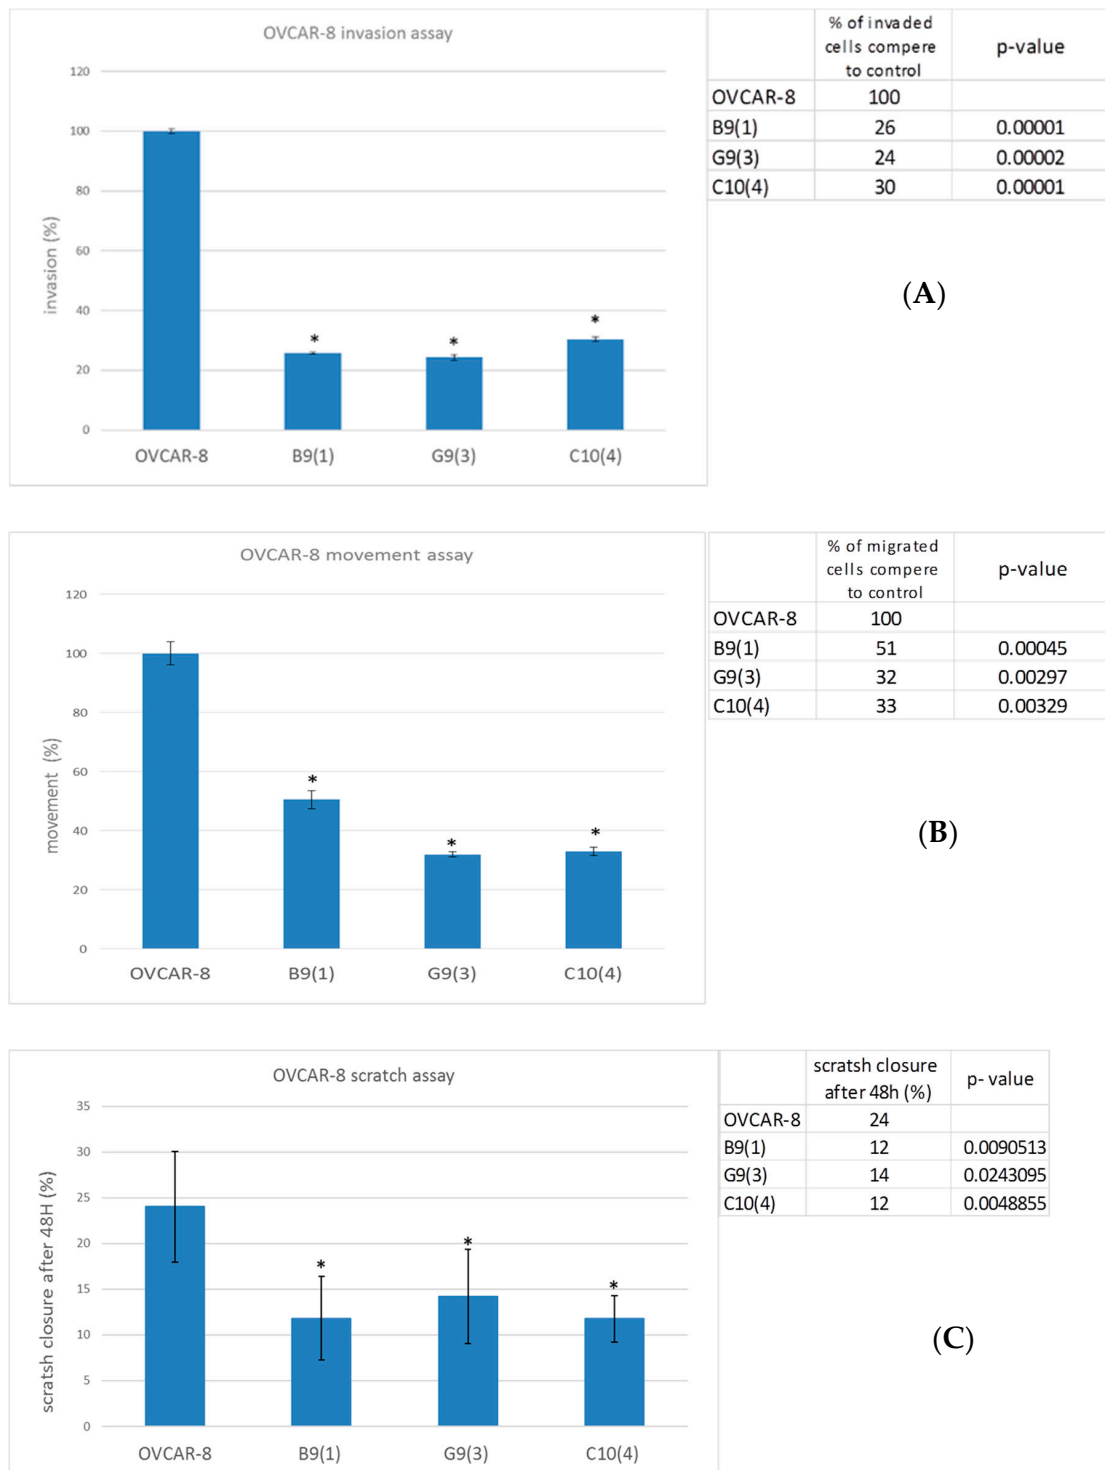 OVCAR-8 invasion assay
120
100
80
60
40
20
0
invasion (%)
*
*
*
OVCAR-8 B9(1) G9(3) C10(4)
% of invaded
cells compere
to control
p-value
OVCAR-8 100
B9(1) 26 0.00001
G9(3) 24 0.00002
C10(4) 30 0.00001
(A)
OVCAR-8 movement assay
120
100
80
60
40
20
0
movement (%)
*
*
*
OVCAR-8 B9(1) G9(3) C10(4)
% of migrated
cells compere
to control
p-value
OVCAR-8 100
B9(1) 51 0.00045
G9(3) 32 0.00297
C10(4) 33 0.00329
(B)
OVCAR-8 scratch assay
35
30
25
20
15
10
5
0
scratsh closure after 48H (%)
*
*
*
OVCAR-8 B9(1) G9(3) C10(4)
scratsh closure
after 48h (%)
p- value
OVCAR-8 24
B9(1) 12 0.0090513
G9(3) 14 0.0243095
C10(4) 12 0.0048855
(C)